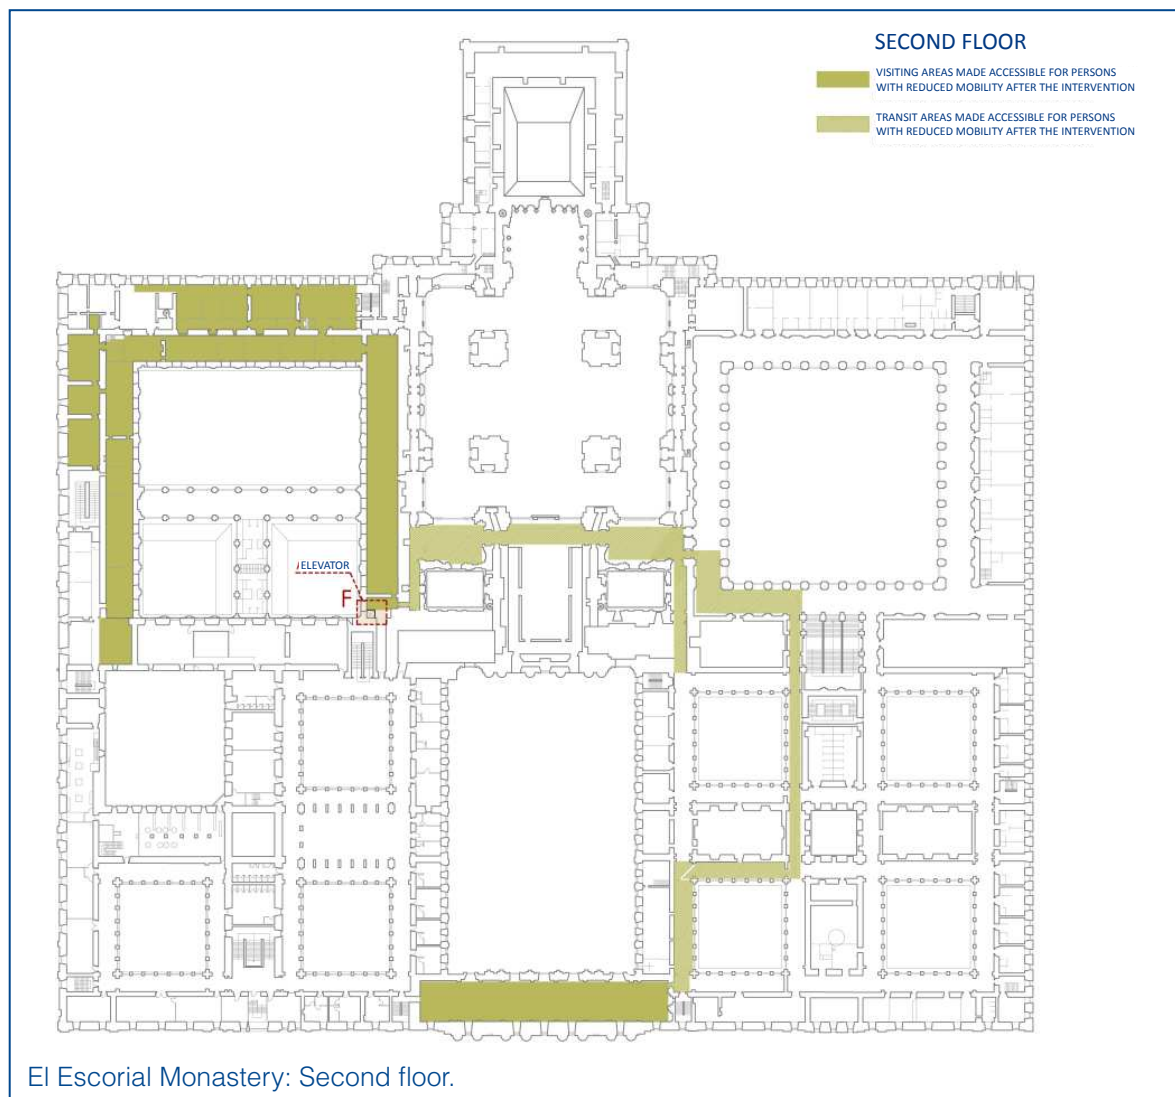 SECOND FLOOR
VISITING AREAS MADE ACCESSIBLE FOR PERSONS
WITH REDUCED MOBILITY AFTER THE INTERVENTION
TRANSIT AREAS MADE ACCESSIBLE FOR PERSONS
WITH REDUCED MOBILITY AFTER THE INTERVENTION
ELEVATOR
F
El Escorial Monastery: Second floor.